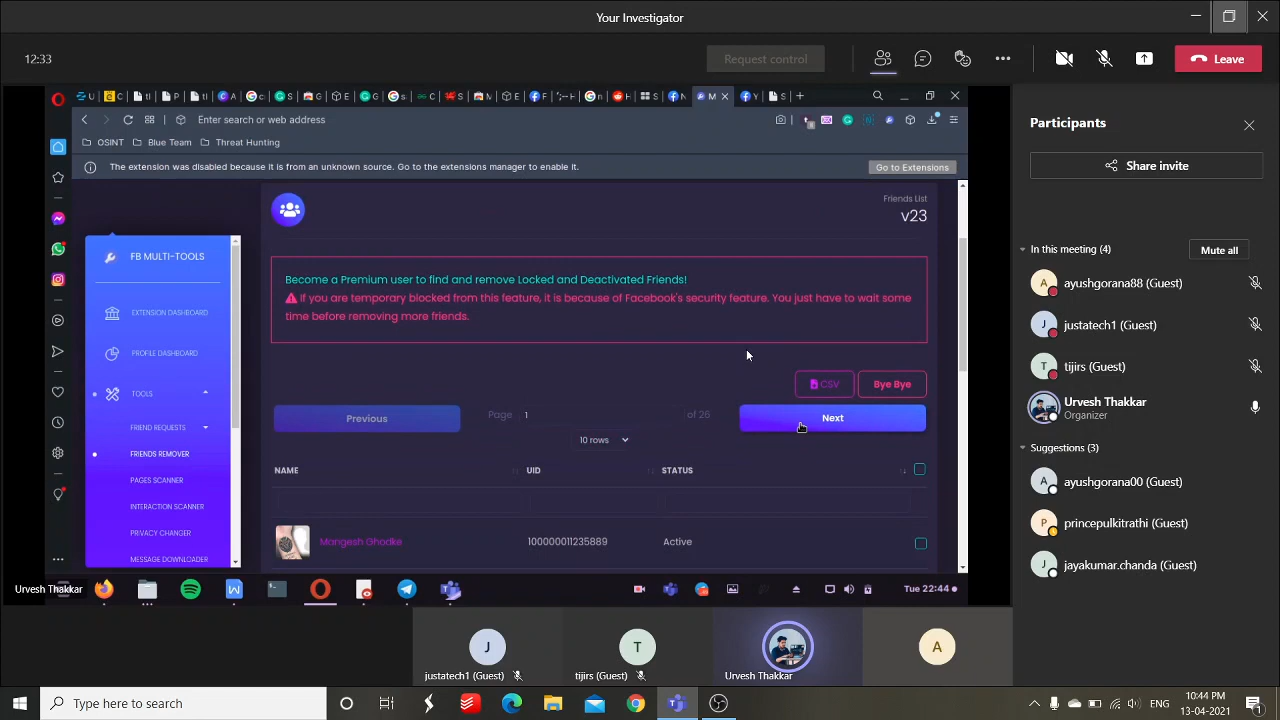 Your Investigator
12:33
Request control
Leave
Enter search or web address
OSINT
Blue Team
Threat Hunting
The extension was disabled because it is from an unknown source. Go to the extensions manager to enable it.
Go to Extensions
Friends List
v23
FB MULTI-TOOLS
Become a Premium user to find and remove Locked and Deactivated Friends!
If you are temporary blocked from this feature, it is because of Facebook's security feature. You just have to wait some
time before removing more friends.
EXTENSION DASHBOARD
PROFILE DASHBOARD
TOOLS
FRIEND REQUESTS
FRIENDS REMOVER
PAGES SCANNER
INTERACTION SCANNER
PRIVACY CHANGER
MESSAGE DOWNLOADER
CSV
Bye Bye
Previous
Page
1
of 26
Next
10 rows
NAME
UID
STATUS
Mangesh Ghodke
100000011235889
Active
Urvesh Thakkar
Tue 22:44
Participants
Share invite
In this meeting (4)
Mute all
A
ayushgorana88 (Guest)
J
justatech1 (Guest)
T
tijirs (Guest)
Urvesh Thakkar
Organizer
Suggestions (3)
A
ayushgorana00 (Guest)
P
princepulkitrathi (Guest)
J
jayakumar.chanda (Guest)
J
justatech1 (Guest)
T
tijirs (Guest)
Urvesh Thakkar
A
Type here to search
ENG
10:44 PM
13-04-2021